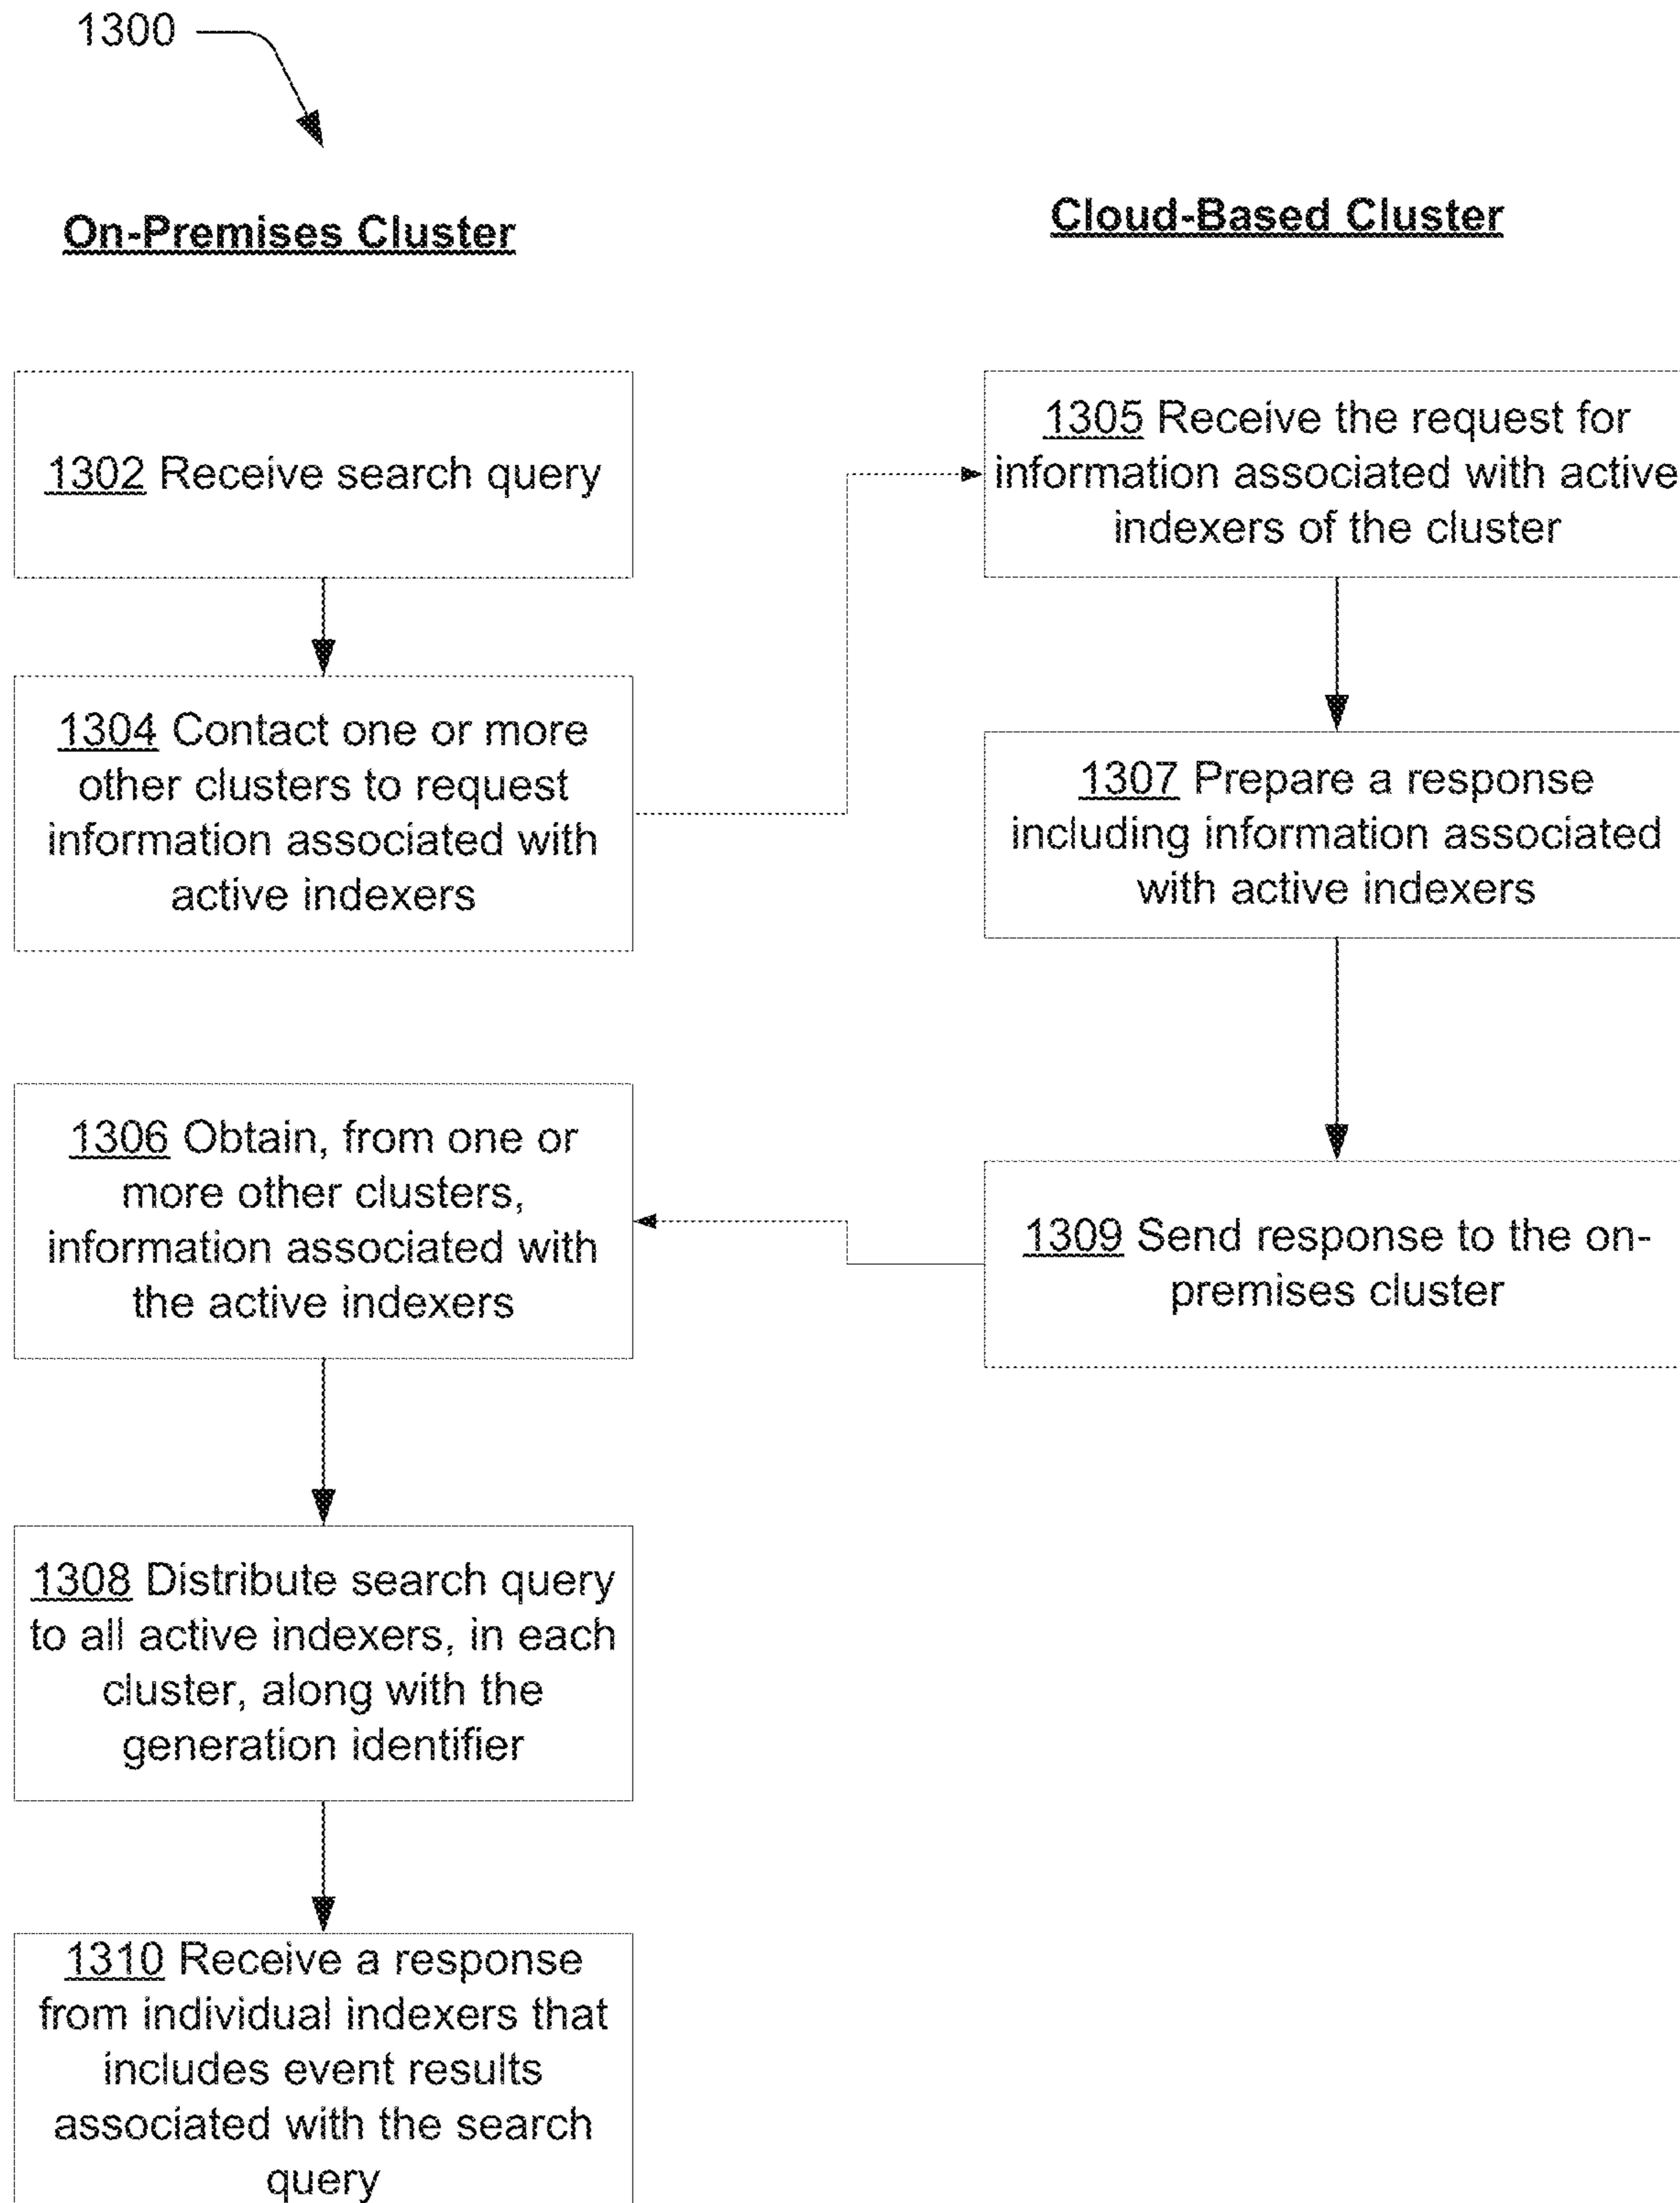 1300
On-Premises Cluster
Cloud-Based Cluster
1302 Receive search query
1304 Contact one or more
other clusters to request
information associated with
active indexers
1305 Receive the request for
information associated with active
indexers of the cluster
1307 Prepare a response
including information associated
with active indexers
1306 Obtain, from one or
more other clusters,
information associated with
the active indexers
1309 Send response to the on-
premises cluster
1308 Distribute search query
to all active indexers, in each
cluster, along with the
generation identifier
1310 Receive a response
from individual indexers that
includes event results
associated with the search
query